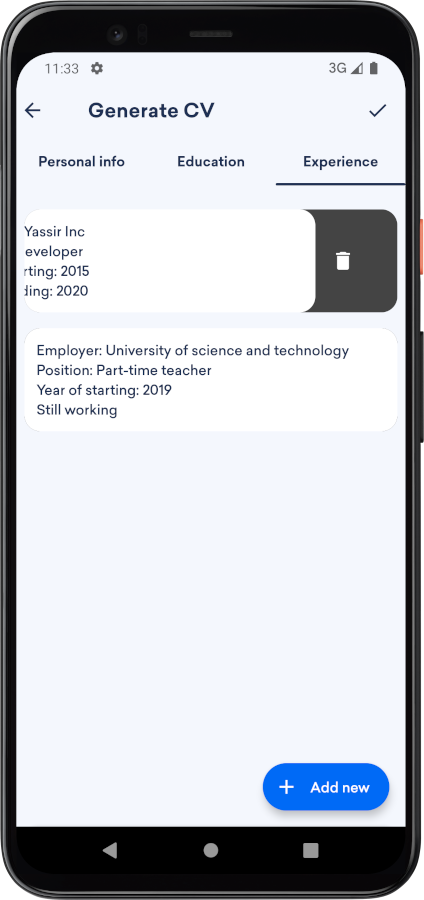 11:33
3G
Generate CV
Personal info
Education
Experience
Yassir Inc
eveloper
rting: 2015
ding: 2020
Employer: University of science and technology
Position: Part-time teacher
Year of starting: 2019
Still working
Add new